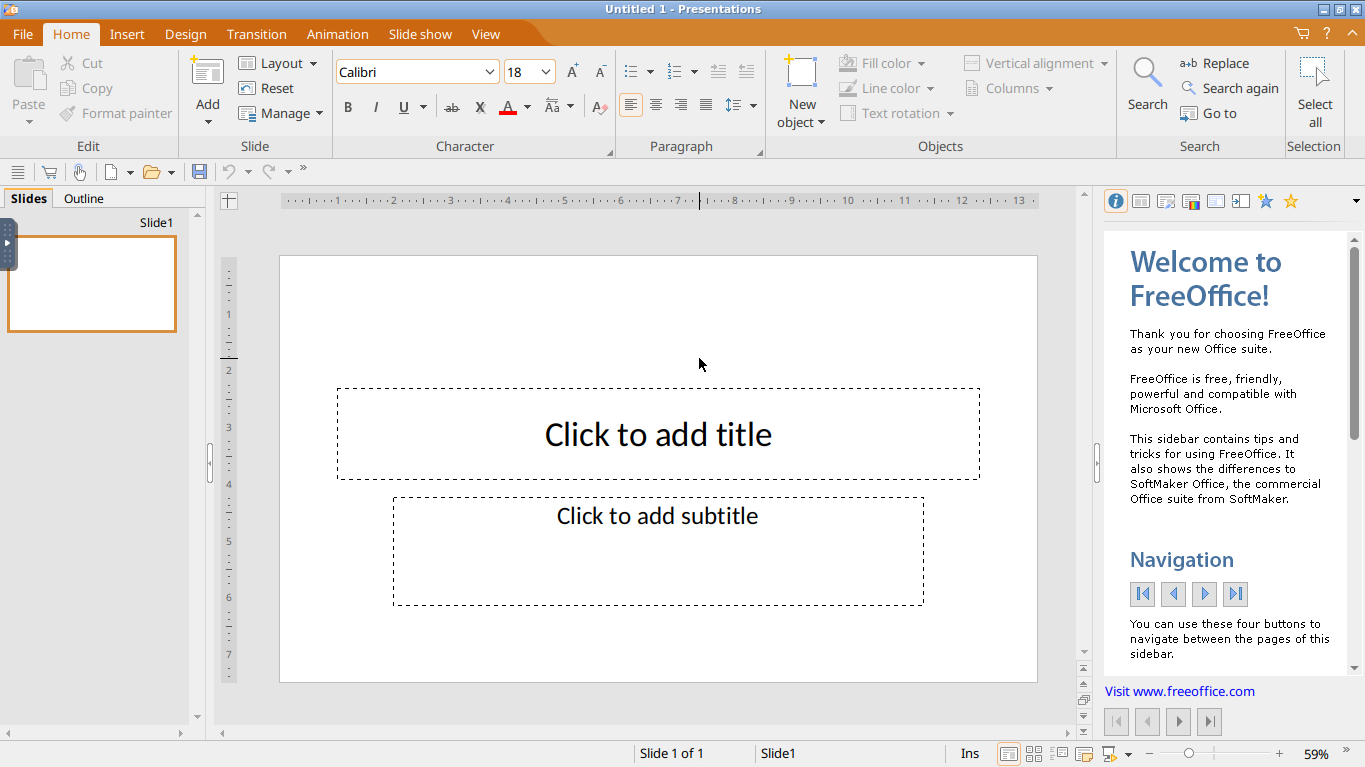 Untitled 1 - Presentations
File Home Insert Design Transition Animation Slide show View
Paste
Cut
Copy
Format painter
Edit
Add
Layout
Reset
Manage
Slide
Calibri 18
Character
Paragraph
New object
Fill color
Line color
Text rotation
Vertical alignment
Columns
Objects
Search
Replace
Search again
Go to
Search
Select all
Selection
Slides Outline
Slide1
1 2 3 4 5 6 7 8 9 10 11 12 13
1
2
3
4
5
6
7
Click to add title
Click to add subtitle
Welcome to
FreeOffice!
Thank you for choosing FreeOffice
as your new Office suite.
FreeOffice is free, friendly,
powerful and compatible with
Microsoft Office.
This sidebar contains tips and
tricks for using FreeOffice. It
also shows the differences to
SoftMaker Office, the commercial
Office suite from SoftMaker.
Navigation
You can use these four buttons to
navigate between the pages of this
sidebar.
Visit www.freeoffice.com
Slide 1 of 1 Slide1 Ins 59%